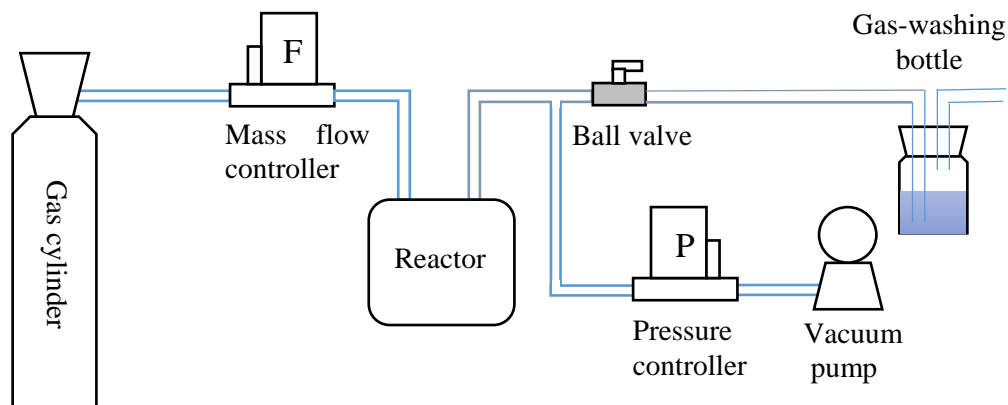 Gas-washing
bottle
F
Mass flow
controller
Ball valve
Gas cylinder
Reactor
P
Pressure
controller
Vacuum
pump